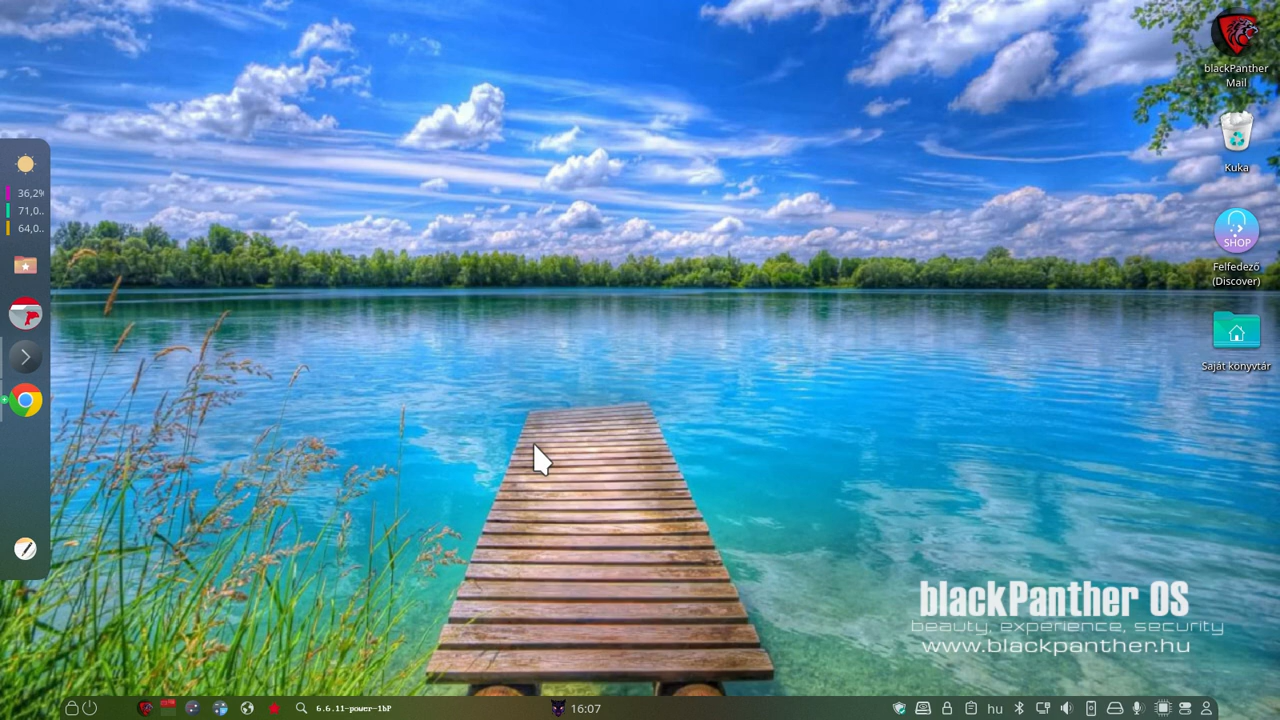 blackPanther
Mail
Kuka
SHOP
Felfedező
(Discover)
Saját könyvtár
36,2%
71,0..
64,0..
blackPanther OS
beauty, experience, security
www.blackpanther.hu
6.6.11-power-1bP
16:07
hu